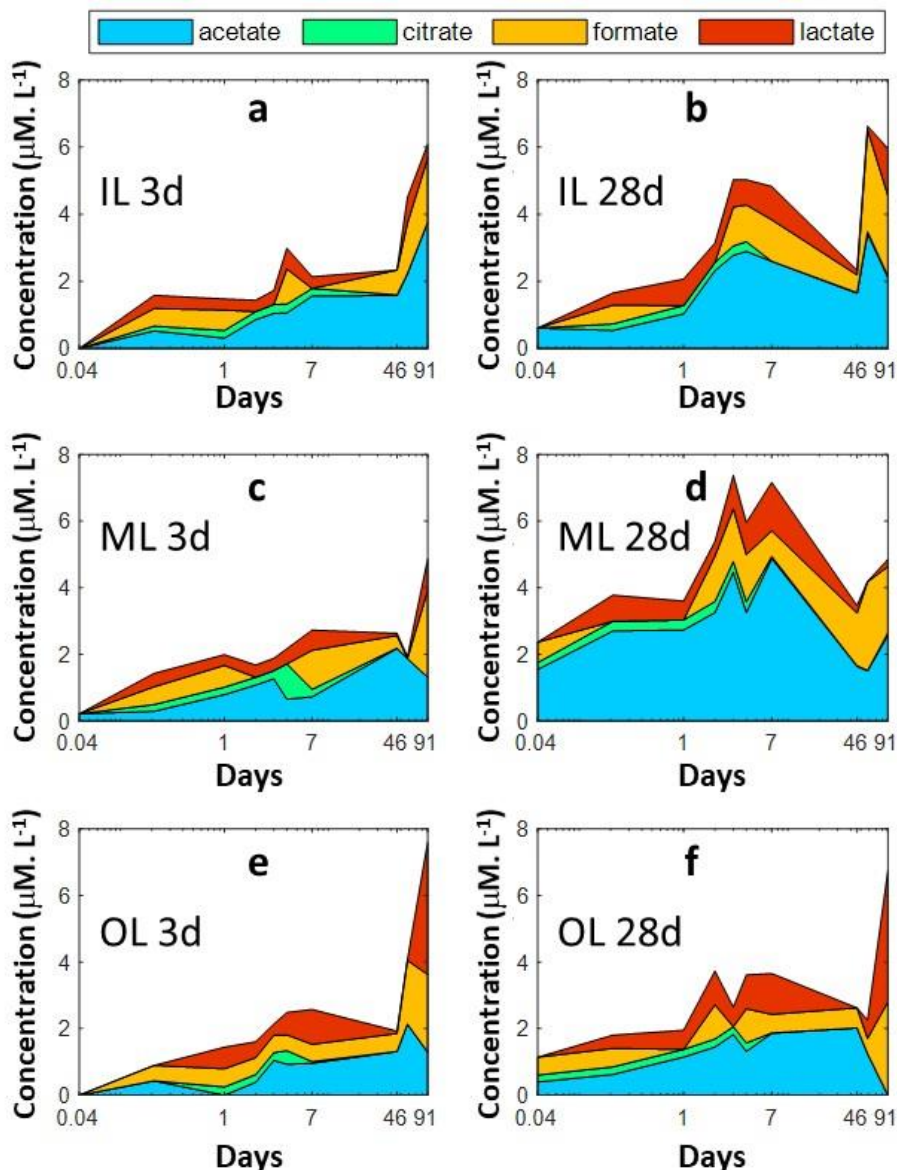 acetate citrate formate lactate
a
b
Concentration (μM. L-1)
8
6
4
2
0
IL 3d
0.04 1 7 46 91
Days
Concentration (μM. L-1)
8
6
4
2
0
IL 28d
0.04 1 7 46 91
Days
c
d
Concentration (μM. L-1)
8
6
4
2
0
ML 3d
0.04 1 7 46 91
Days
Concentration (μM. L-1)
8
6
4
2
0
ML 28d
0.04 1 7 46 91
Days
e
f
Concentration (μM. L-1)
8
6
4
2
0
OL 3d
0.04 1 7 46 91
Days
Concentration (μM. L-1)
8
6
4
2
0
OL 28d
0.04 1 7 46 91
Days